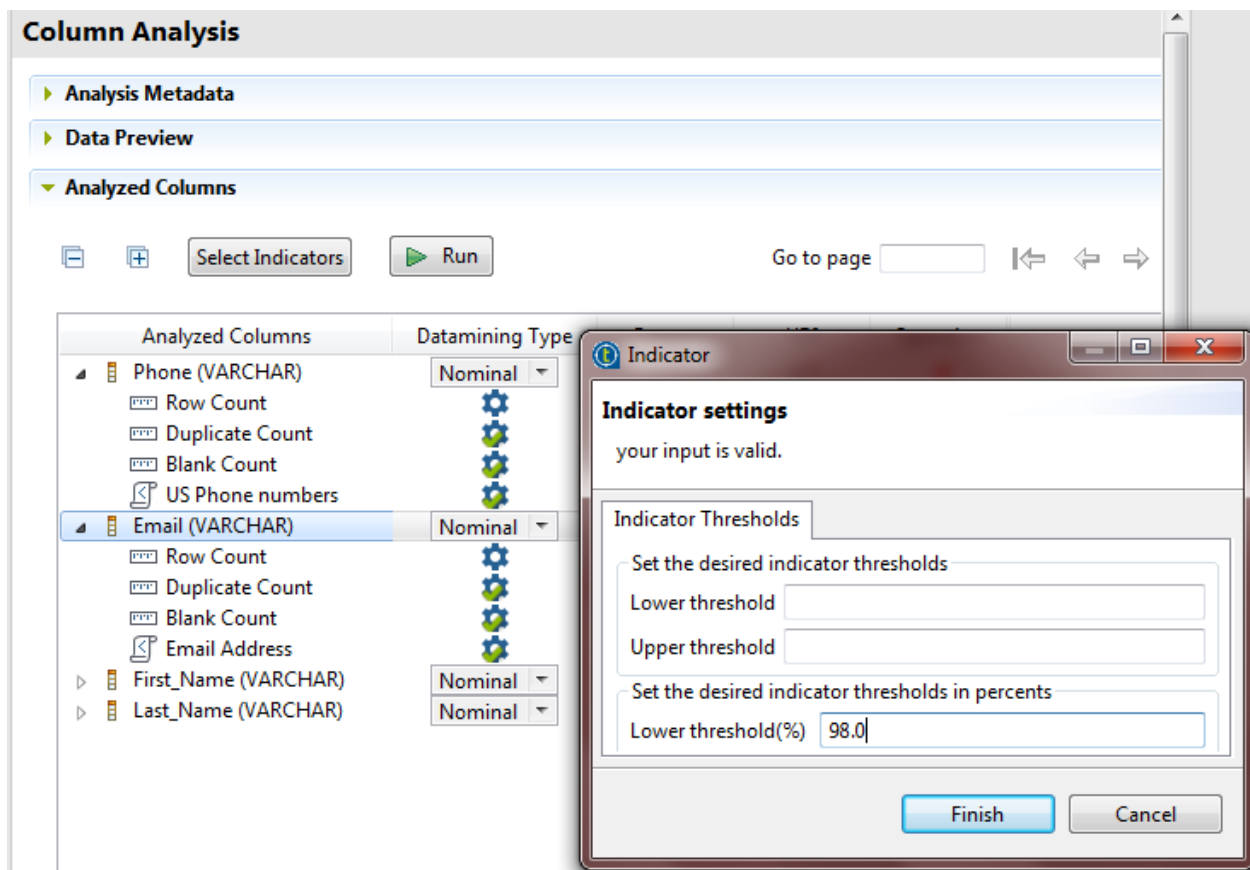 Column Analysis
Analysis Metadata
Data Preview
Analyzed Columns
Select Indicators
Run
Go to page
Analyzed Columns
Datamining Type
Phone (VARCHAR)
Nominal
Row Count
Duplicate Count
Blank Count
US Phone numbers
Email (VARCHAR)
Nominal
Row Count
Duplicate Count
Blank Count
Email Address
First_Name (VARCHAR)
Nominal
Last_Name (VARCHAR)
Nominal
Indicator
Indicator settings
your input is valid.
Indicator Thresholds
Set the desired indicator thresholds
Lower threshold
Upper threshold
Set the desired indicator thresholds in percents
Lower threshold(%) 98.0
Finish
Cancel